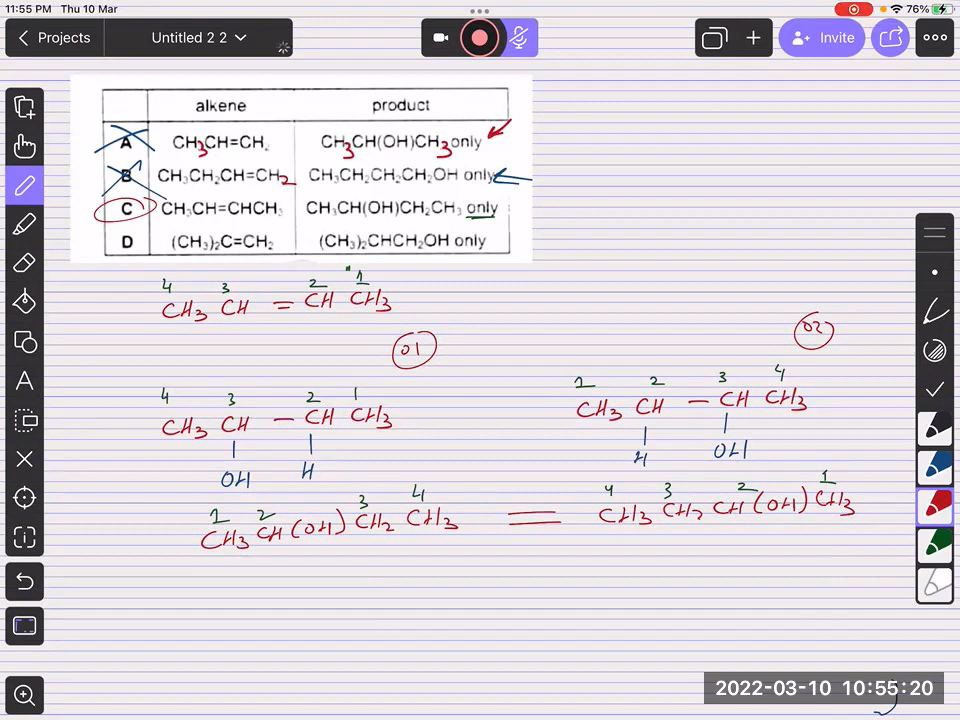 11:55 PM Thu 10 Mar 76%
Projects Untitled 2 2 Invite
alkene product
A CH3CH=CH2 CH3CH(OH)CH3 only
B CH3CH2CH=CH2 CH3CH2CH2CH2OH only
C CH3CH=CHCH3 CH3CH(OH)CH2CH3 only
D (CH3)2C=CH2 (CH3)2CHCH2OH only
4 3 2 1
CH3 CH = CH CH3
01 02
4 3 2 1
CH3 CH — CH CH3
OH H
1 2 3 4
CH3 CH — CH CH3
H OH
1 2 3 4
CH3 CH (OH) CH2 CH3
=
4 3 2 1
CH3 CH2 CH (OH) CH3
2022-03-10 10:55:20